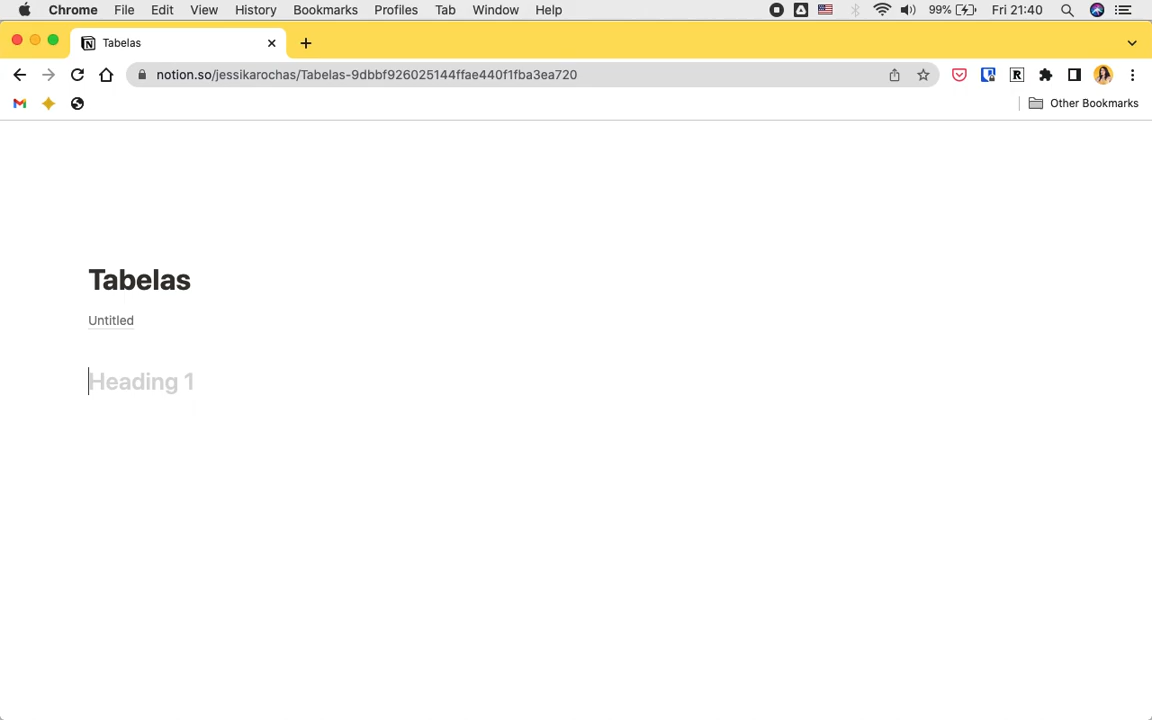 Chrome File Edit View History Bookmarks Profiles Tab Window Help 99% Fri 21:40
Tabelas
notion.so/jessikarochas/Tabelas-9dbbf926025144ffae440f1fba3ea720
Other Bookmarks
Tabelas
Untitled
Heading 1